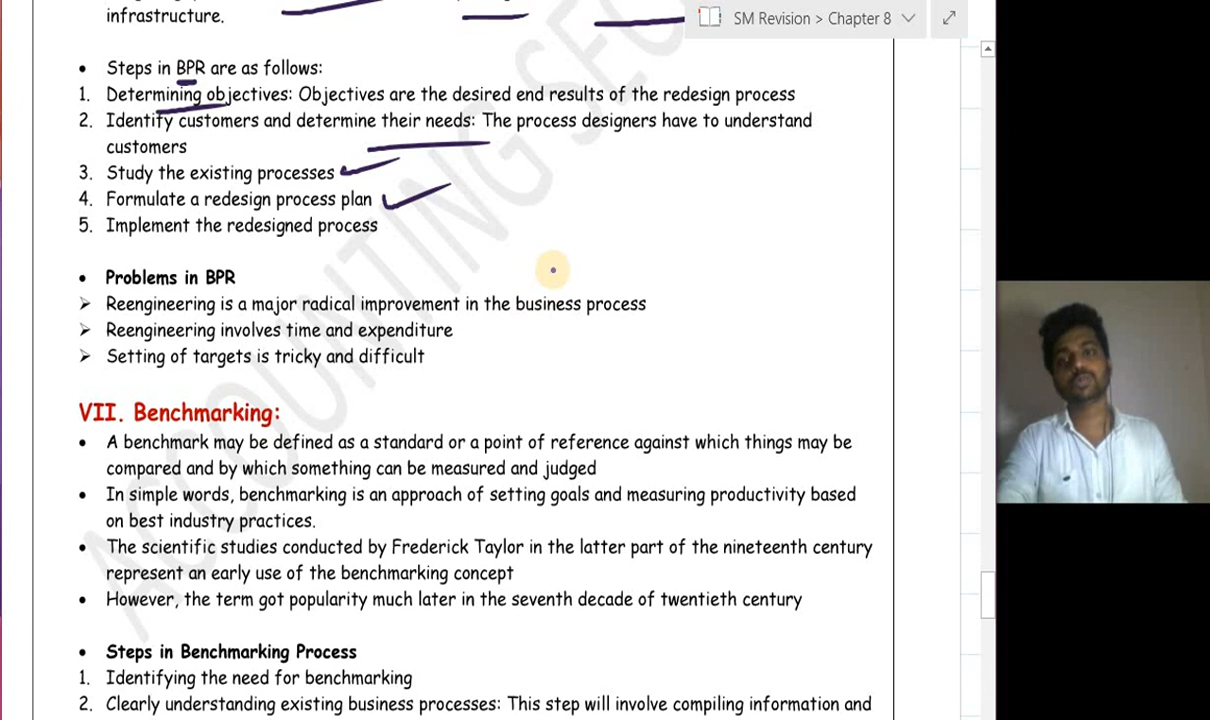 infrastructure.
SM Revision > Chapter 8
• Steps in BPR are as follows:
1. Determining objectives: Objectives are the desired end results of the redesign process
2. Identify customers and determine their needs: The process designers have to understand
customers
3. Study the existing processes
4. Formulate a redesign process plan
5. Implement the redesigned process
• Problems in BPR
➢ Reengineering is a major radical improvement in the business process
➢ Reengineering involves time and expenditure
➢ Setting of targets is tricky and difficult
VII. Benchmarking:
• A benchmark may be defined as a standard or a point of reference against which things may be
compared and by which something can be measured and judged
• In simple words, benchmarking is an approach of setting goals and measuring productivity based
on best industry practices.
• The scientific studies conducted by Frederick Taylor in the latter part of the nineteenth century
represent an early use of the benchmarking concept
• However, the term got popularity much later in the seventh decade of twentieth century
• Steps in Benchmarking Process
1. Identifying the need for benchmarking
2. Clearly understanding existing business processes: This step will involve compiling information and
ACCOUNTING SEC